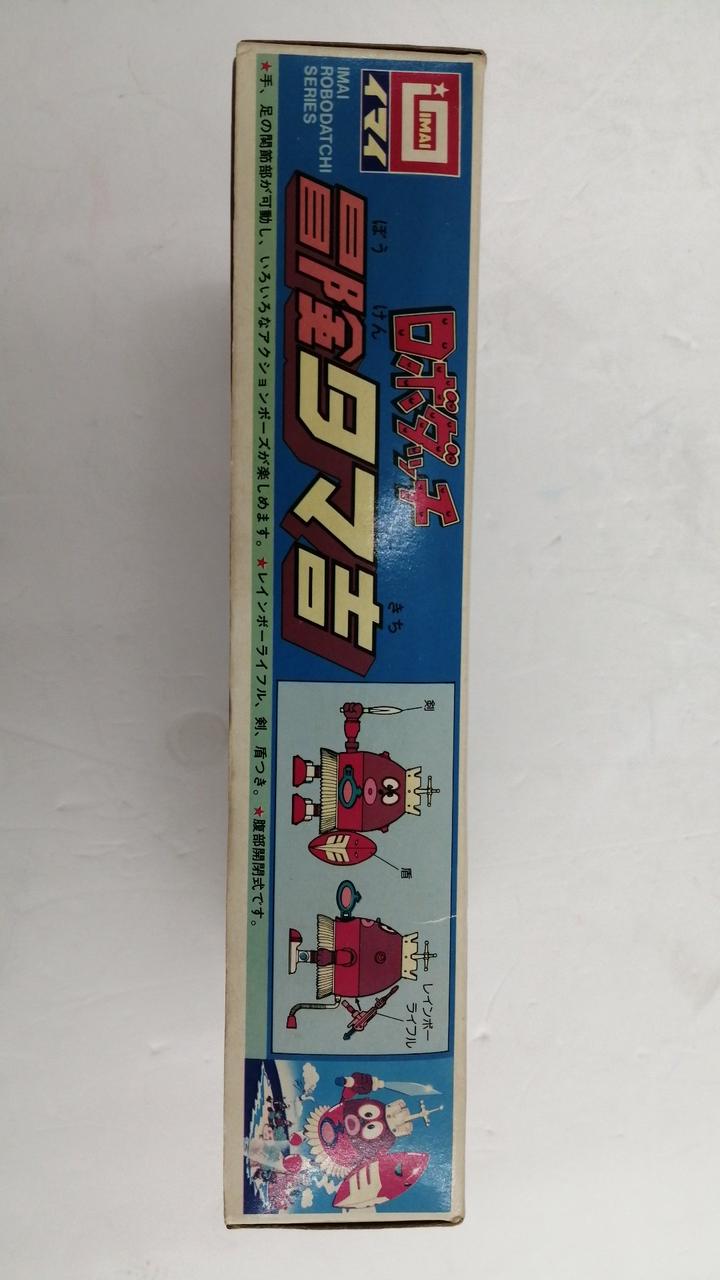 IMAI
イマイ
IMAI
ROBODATCHI
SERIES
ロボダッチ
ぼうけん
きち
冒険タマ吉
剣
盾
レインボー
ライフル
★手、足の関節部が可動し、いろいろなアクションポーズが楽しめます。★レインボーライフル、剣、盾つき。★腹部開閉式です。